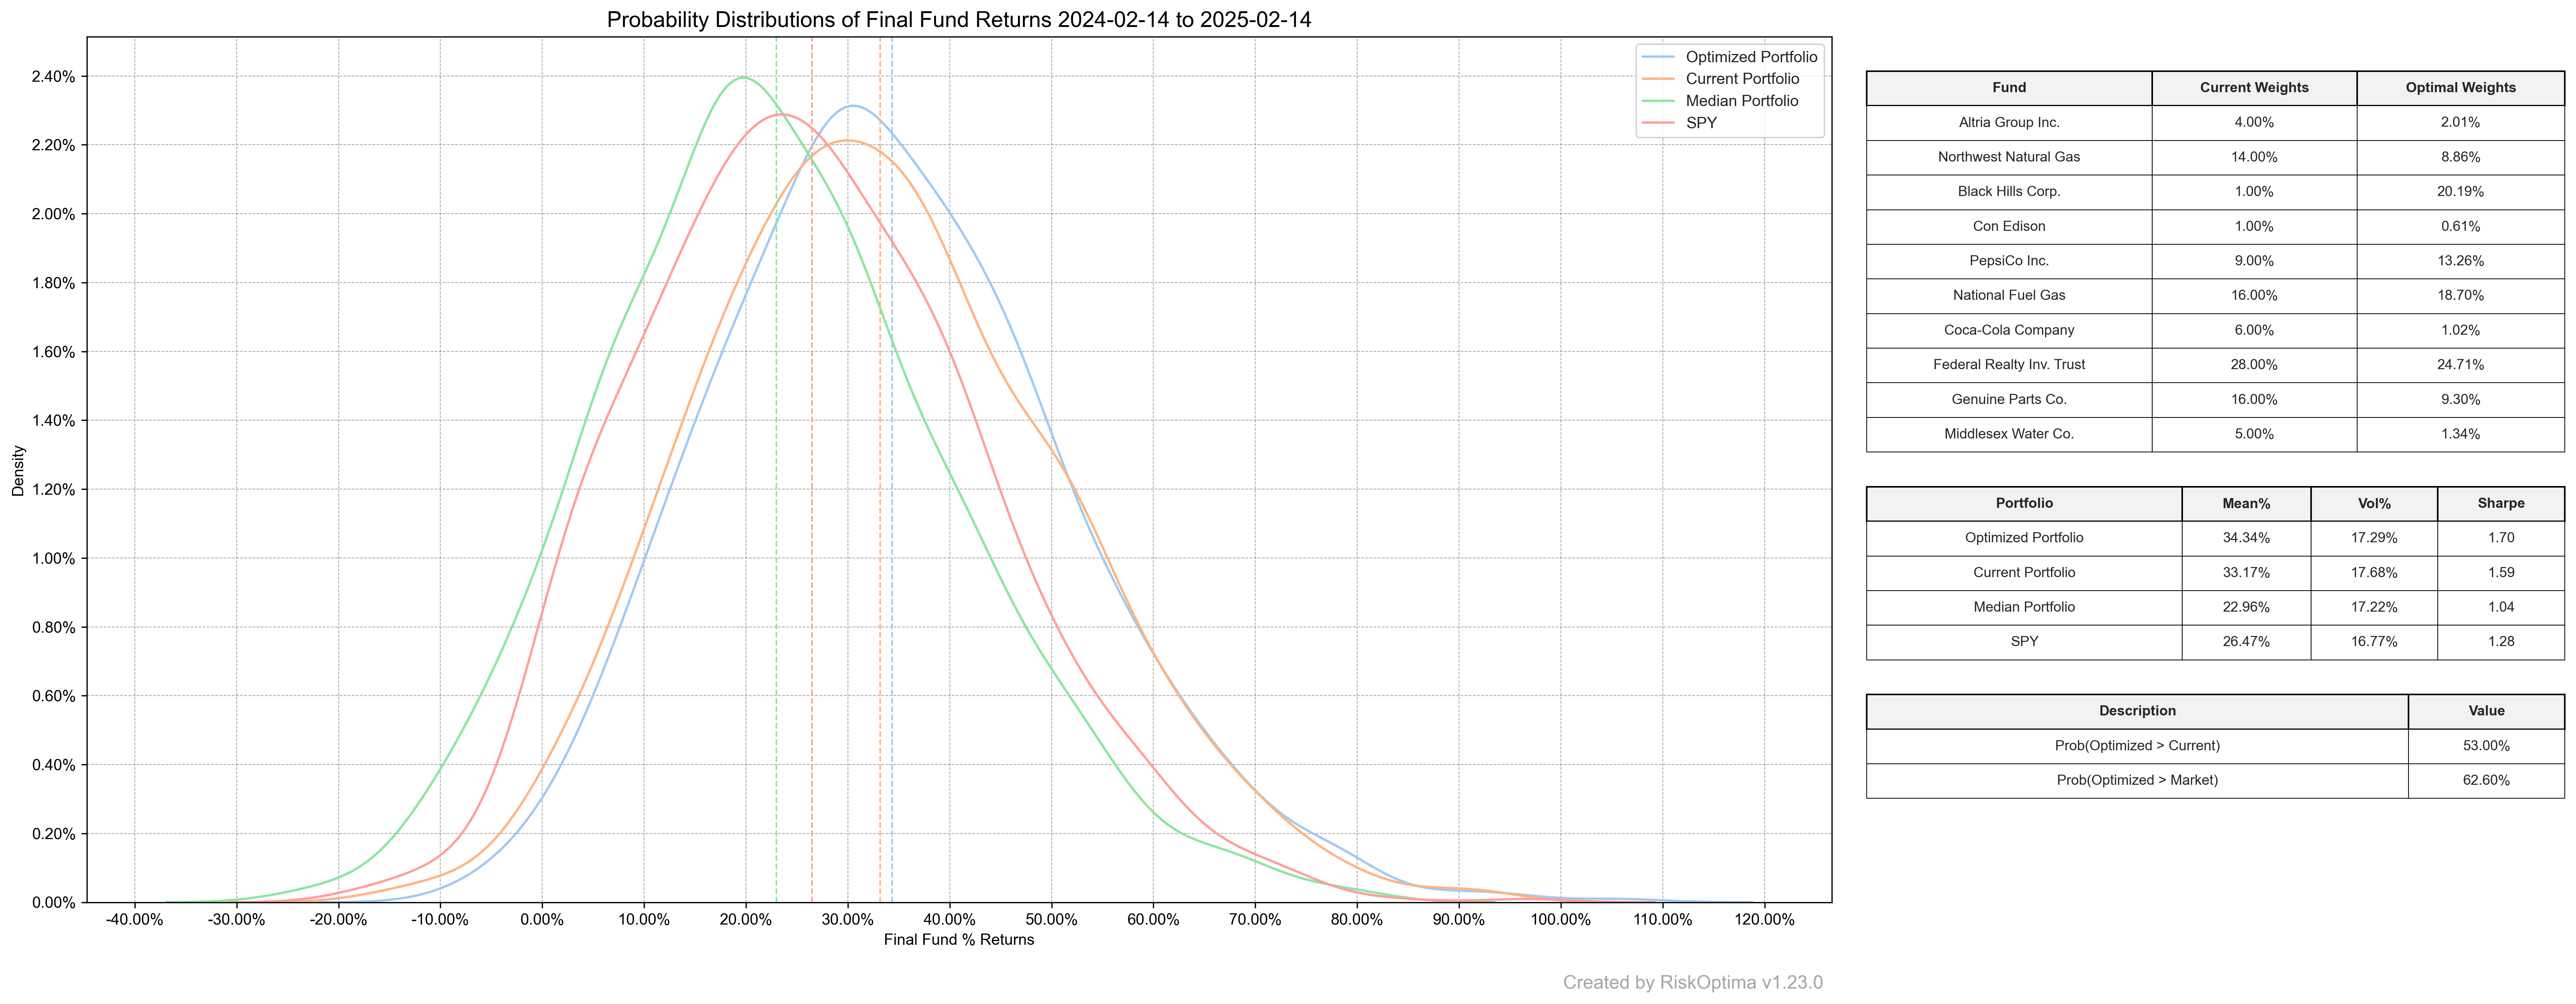 Probability Distributions of Final Fund Returns 2024-02-14 to 2025-02-14
Density
2.40%
2.20%
2.00%
1.80%
1.60%
1.40%
1.20%
1.00%
0.80%
0.60%
0.40%
0.20%
0.00%
-40.00% -30.00% -20.00% -10.00% 0.00% 10.00% 20.00% 30.00% 40.00% 50.00% 60.00% 70.00% 80.00% 90.00% 100.00% 110.00% 120.00%
Final Fund % Returns
Optimized Portfolio
Current Portfolio
Median Portfolio
SPY
Fund Current Weights Optimal Weights
Altria Group Inc. 4.00% 2.01%
Northwest Natural Gas 14.00% 8.86%
Black Hills Corp. 1.00% 20.19%
Con Edison 1.00% 0.61%
PepsiCo Inc. 9.00% 13.26%
National Fuel Gas 16.00% 18.70%
Coca-Cola Company 6.00% 1.02%
Federal Realty Inv. Trust 28.00% 24.71%
Genuine Parts Co. 16.00% 9.30%
Middlesex Water Co. 5.00% 1.34%
Portfolio Mean% Vol% Sharpe
Optimized Portfolio 34.34% 17.29% 1.70
Current Portfolio 33.17% 17.68% 1.59
Median Portfolio 22.96% 17.22% 1.04
SPY 26.47% 16.77% 1.28
Description Value
Prob(Optimized > Current) 53.00%
Prob(Optimized > Market) 62.60%
Created by RiskOptima v1.23.0